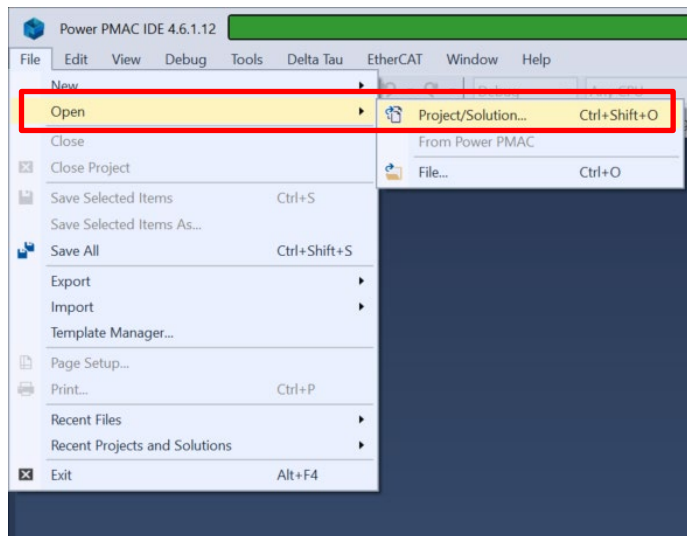 Power PMAC IDE 4.6.1.12
File Edit View Debug Tools Delta Tau EtherCAT Window Help
New
Open
Project/Solution... Ctrl+Shift+O
Close
From Power PMAC
Close Project
File... Ctrl+O
Save Selected Items Ctrl+S
Save Selected Items As...
Save All Ctrl+Shift+S
Export
Import
Template Manager...
Page Setup...
Print... Ctrl+P
Recent Files
Recent Projects and Solutions
Exit Alt+F4